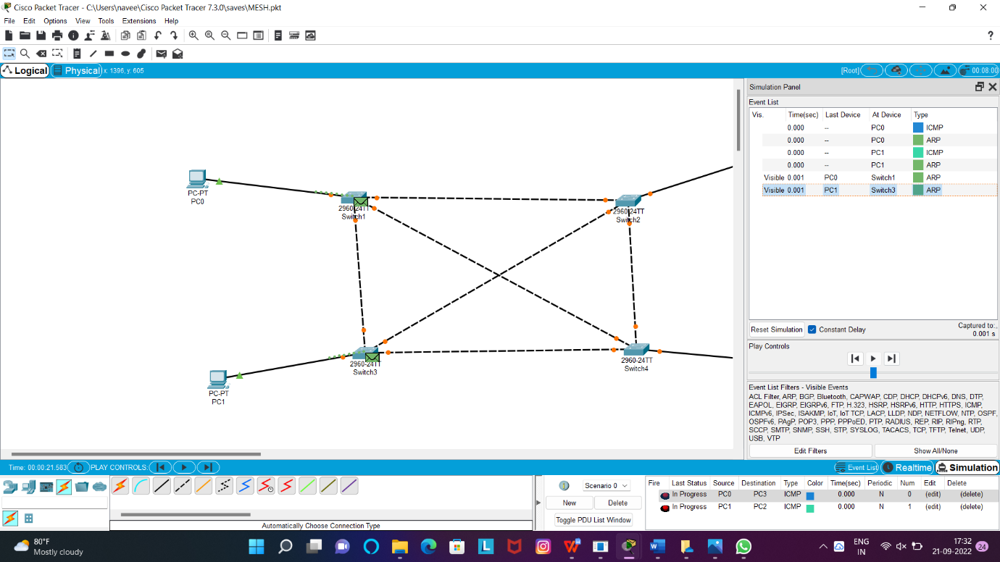 Cisco Packet Tracer - C:\Users\navee\Cisco Packet Tracer 7.3.0\saves\MESH.pkt
File Edit Options View Tools Extensions Help
?
Logical Physical x: 1396, y: 605 [Root] 00:08:00
Simulation Panel
Event List
Vis. Time(sec) Last Device At Device Type
0.000 -- PC0 ICMP
0.000 -- PC0 ARP
0.000 -- PC1 ICMP
0.000 -- PC1 ARP
Visible 0.001 PC0 Switch1 ARP
Visible 0.001 PC1 Switch3 ARP
PC-PT
PC0
2960-24TT
Switch1
2960-24TT
Switch2
2960-24TT
Switch3
2960-24TT
Switch4
PC-PT
PC1
Reset Simulation Constant Delay Captured to:
0.001 s
Play Controls
Event List Filters - Visible Events
ACL Filter, ARP, BGP, Bluetooth, CAPWAP, CDP, DHCP, DHCPv6, DNS, DTP,
EAPOL, EIGRP, EIGRPv6, FTP, H.323, HSRP, HSRPv6, HTTP, HTTPS, ICMP,
ICMPv6, IPSec, ISAKMP, IoT, IoT TCP, LACP, LLDP, NDP, NETFLOW, NTP, OSPF,
OSPFv6, PAgP, POP3, PPP, PPPoED, PTP, RADIUS, REP, RIP, RIPng, RTP,
SCCP, SMTP, SNMP, SSH, STP, SYSLOG, TACACS, TCP, TFTP, Telnet, UDP,
USB, VTP
Edit Filters Show All/None
Time: 00:00:21.583 PLAY CONTROLS: Event List Realtime Simulation
Scenario 0
New Delete
Toggle PDU List Window
Fire Last Status Source Destination Type Color Time(sec) Periodic Num Edit Delete
In Progress PC0 PC3 ICMP 0.000 N 0 (edit) (delete)
In Progress PC1 PC2 ICMP 0.000 N 1 (edit) (delete)
Automatically Choose Connection Type
80°F
Mostly cloudy
ENG
IN
17:32
21-09-2022
24